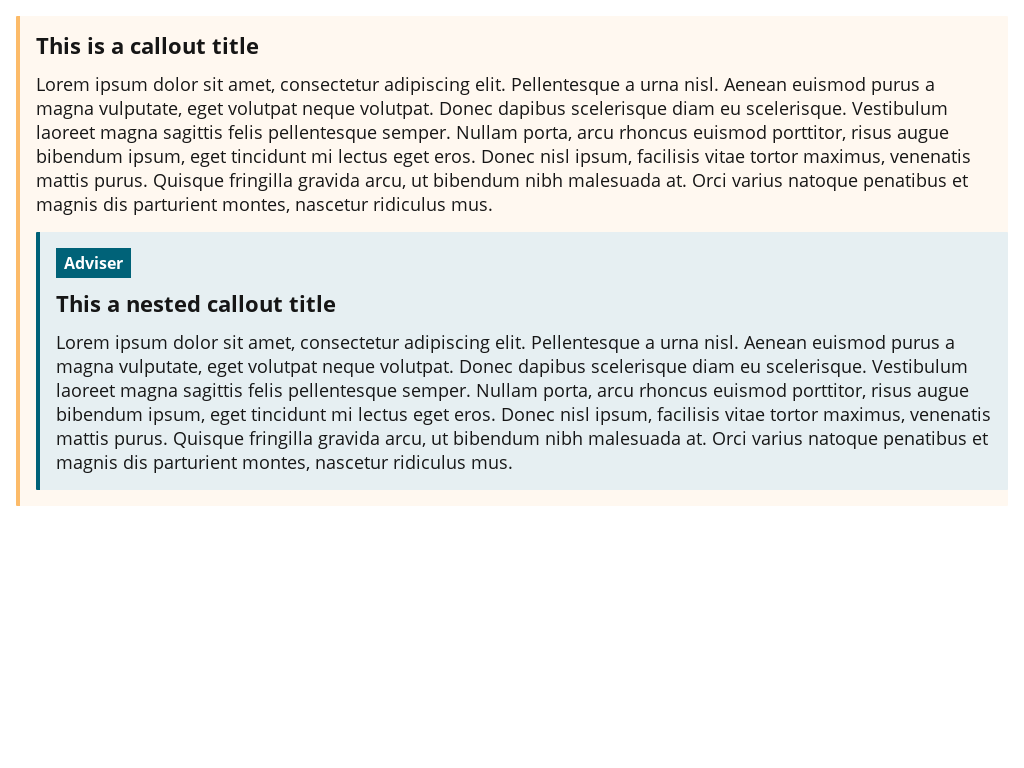 This is a callout title
Lorem ipsum dolor sit amet, consectetur adipiscing elit. Pellentesque a urna nisl. Aenean euismod purus a
magna vulputate, eget volutpat neque volutpat. Donec dapibus scelerisque diam eu scelerisque. Vestibulum
laoreet magna sagittis felis pellentesque semper. Nullam porta, arcu rhoncus euismod porttitor, risus augue
bibendum ipsum, eget tincidunt mi lectus eget eros. Donec nisl ipsum, facilisis vitae tortor maximus, venenatis
mattis purus. Quisque fringilla gravida arcu, ut bibendum nibh malesuada at. Orci varius natoque penatibus et
magnis dis parturient montes, nascetur ridiculus mus.
Adviser
This a nested callout title
Lorem ipsum dolor sit amet, consectetur adipiscing elit. Pellentesque a urna nisl. Aenean euismod purus a
magna vulputate, eget volutpat neque volutpat. Donec dapibus scelerisque diam eu scelerisque. Vestibulum
laoreet magna sagittis felis pellentesque semper. Nullam porta, arcu rhoncus euismod porttitor, risus augue
bibendum ipsum, eget tincidunt mi lectus eget eros. Donec nisl ipsum, facilisis vitae tortor maximus, venenatis
mattis purus. Quisque fringilla gravida arcu, ut bibendum nibh malesuada at. Orci varius natoque penatibus et
magnis dis parturient montes, nascetur ridiculus mus.